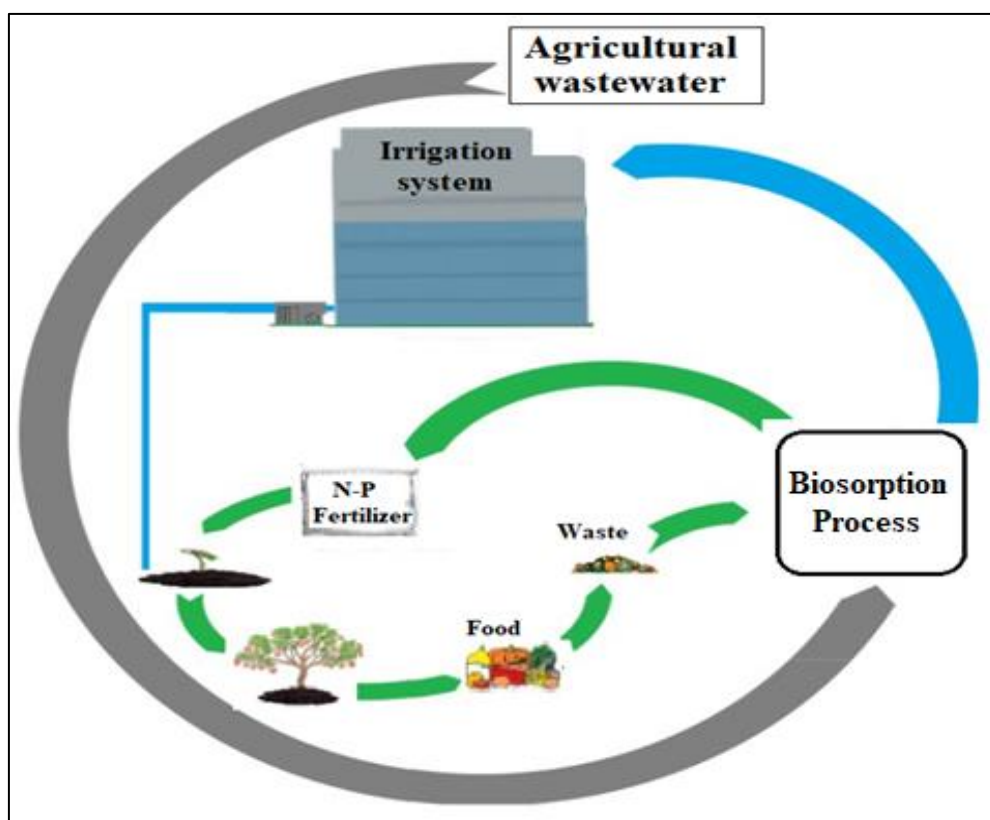 Agricultural
wastewater
Irrigation
system
N-P
Fertilizer
Waste
Food
Biosorption
Process